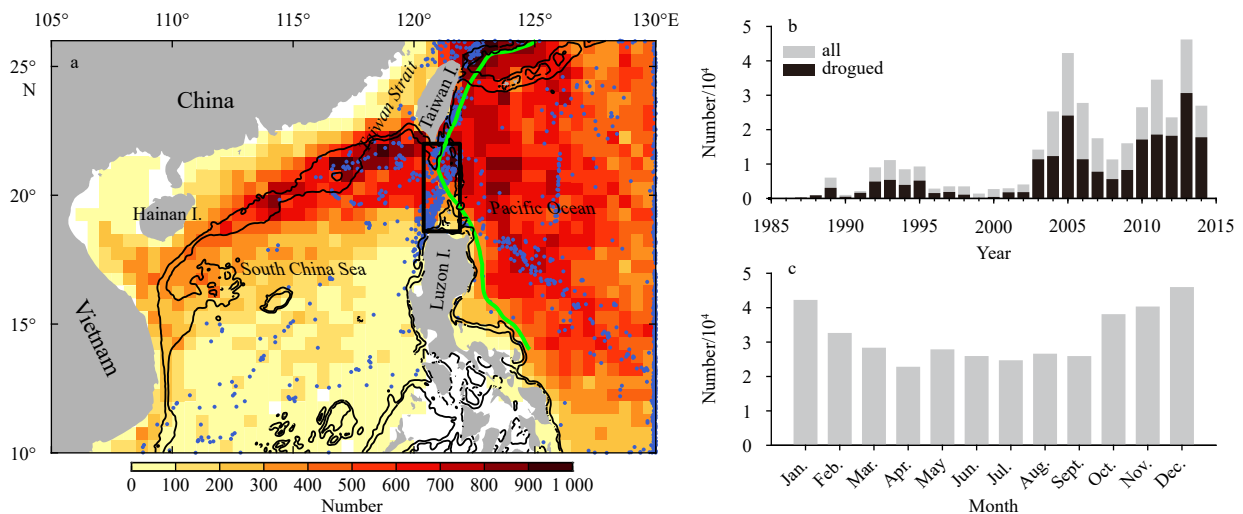 105°
110°
115°
120°
125°
130°E
25°
N
20°
15°
10°
a
China
Taiwan Strait
Taiwan I.
Hainan I.
Pacific Ocean
South China Sea
Luzon I.
Vietnam
0 100 200 300 400 500 600 700 800 900 1 000
Number
b
all
drogued
Number/10⁴
5
4
3
2
1
0
1985 1990 1995 2000 2005 2010 2015
Year
c
Number/10⁴
5
4
3
2
1
0
Jan. Feb. Mar. Apr. May Jun. Jul. Aug. Sept. Oct. Nov. Dec.
Month